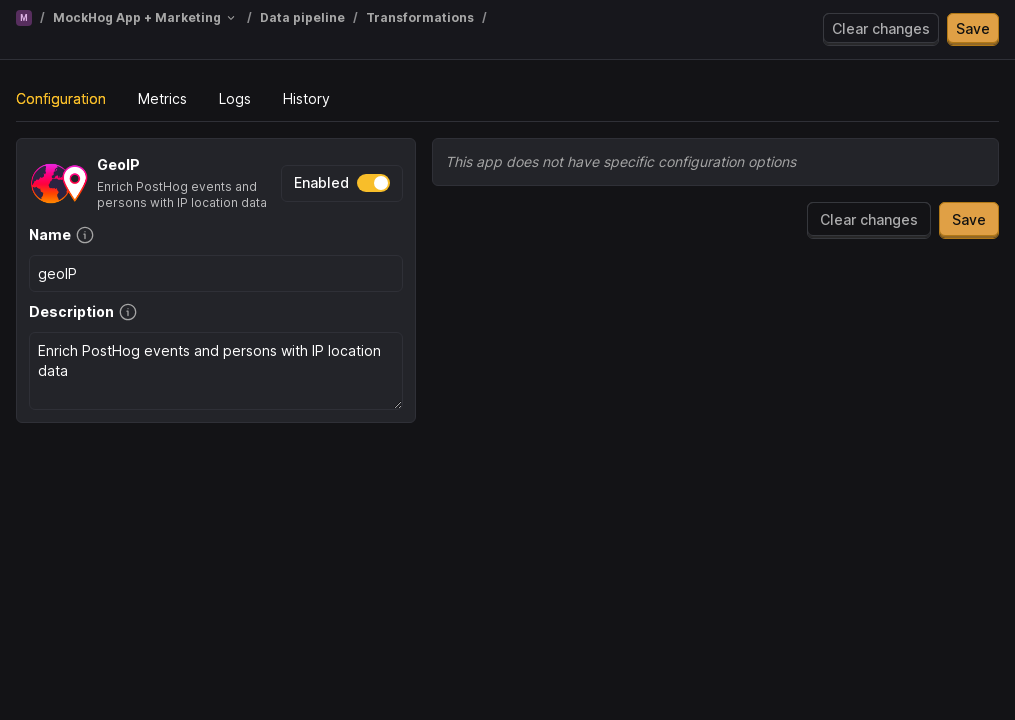 M / MockHog App + Marketing / Data pipeline / Transformations /
Clear changes Save
Configuration Metrics Logs History
GeoIP
Enrich PostHog events and
persons with IP location data
Enabled
This app does not have specific configuration options
Clear changes Save
Name
geoIP
Description
Enrich PostHog events and persons with IP location
data